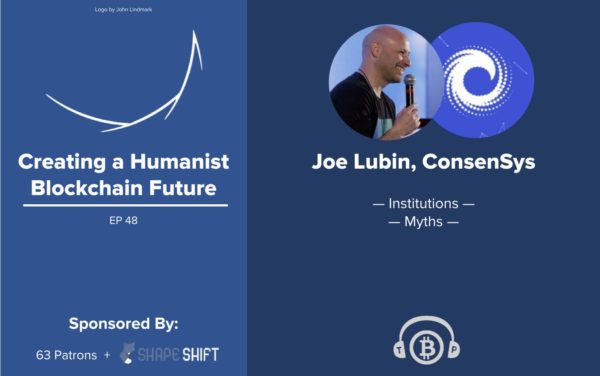 Logo by John Lindmark
Creating a Humanist
Blockchain Future
EP 48
Sponsored By:
63 Patrons + SHAPESHIFT
Joe Lubin, ConsenSys
— Institutions —
— Myths —
T B P